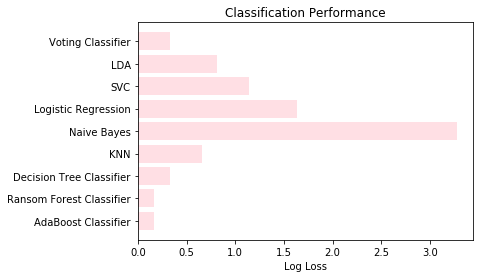 Classification Performance
Voting Classifier
LDA
SVC
Logistic Regression
Naive Bayes
KNN
Decision Tree Classifier
Ransom Forest Classifier
AdaBoost Classifier
0.0 0.5 1.0 1.5 2.0 2.5 3.0
Log Loss